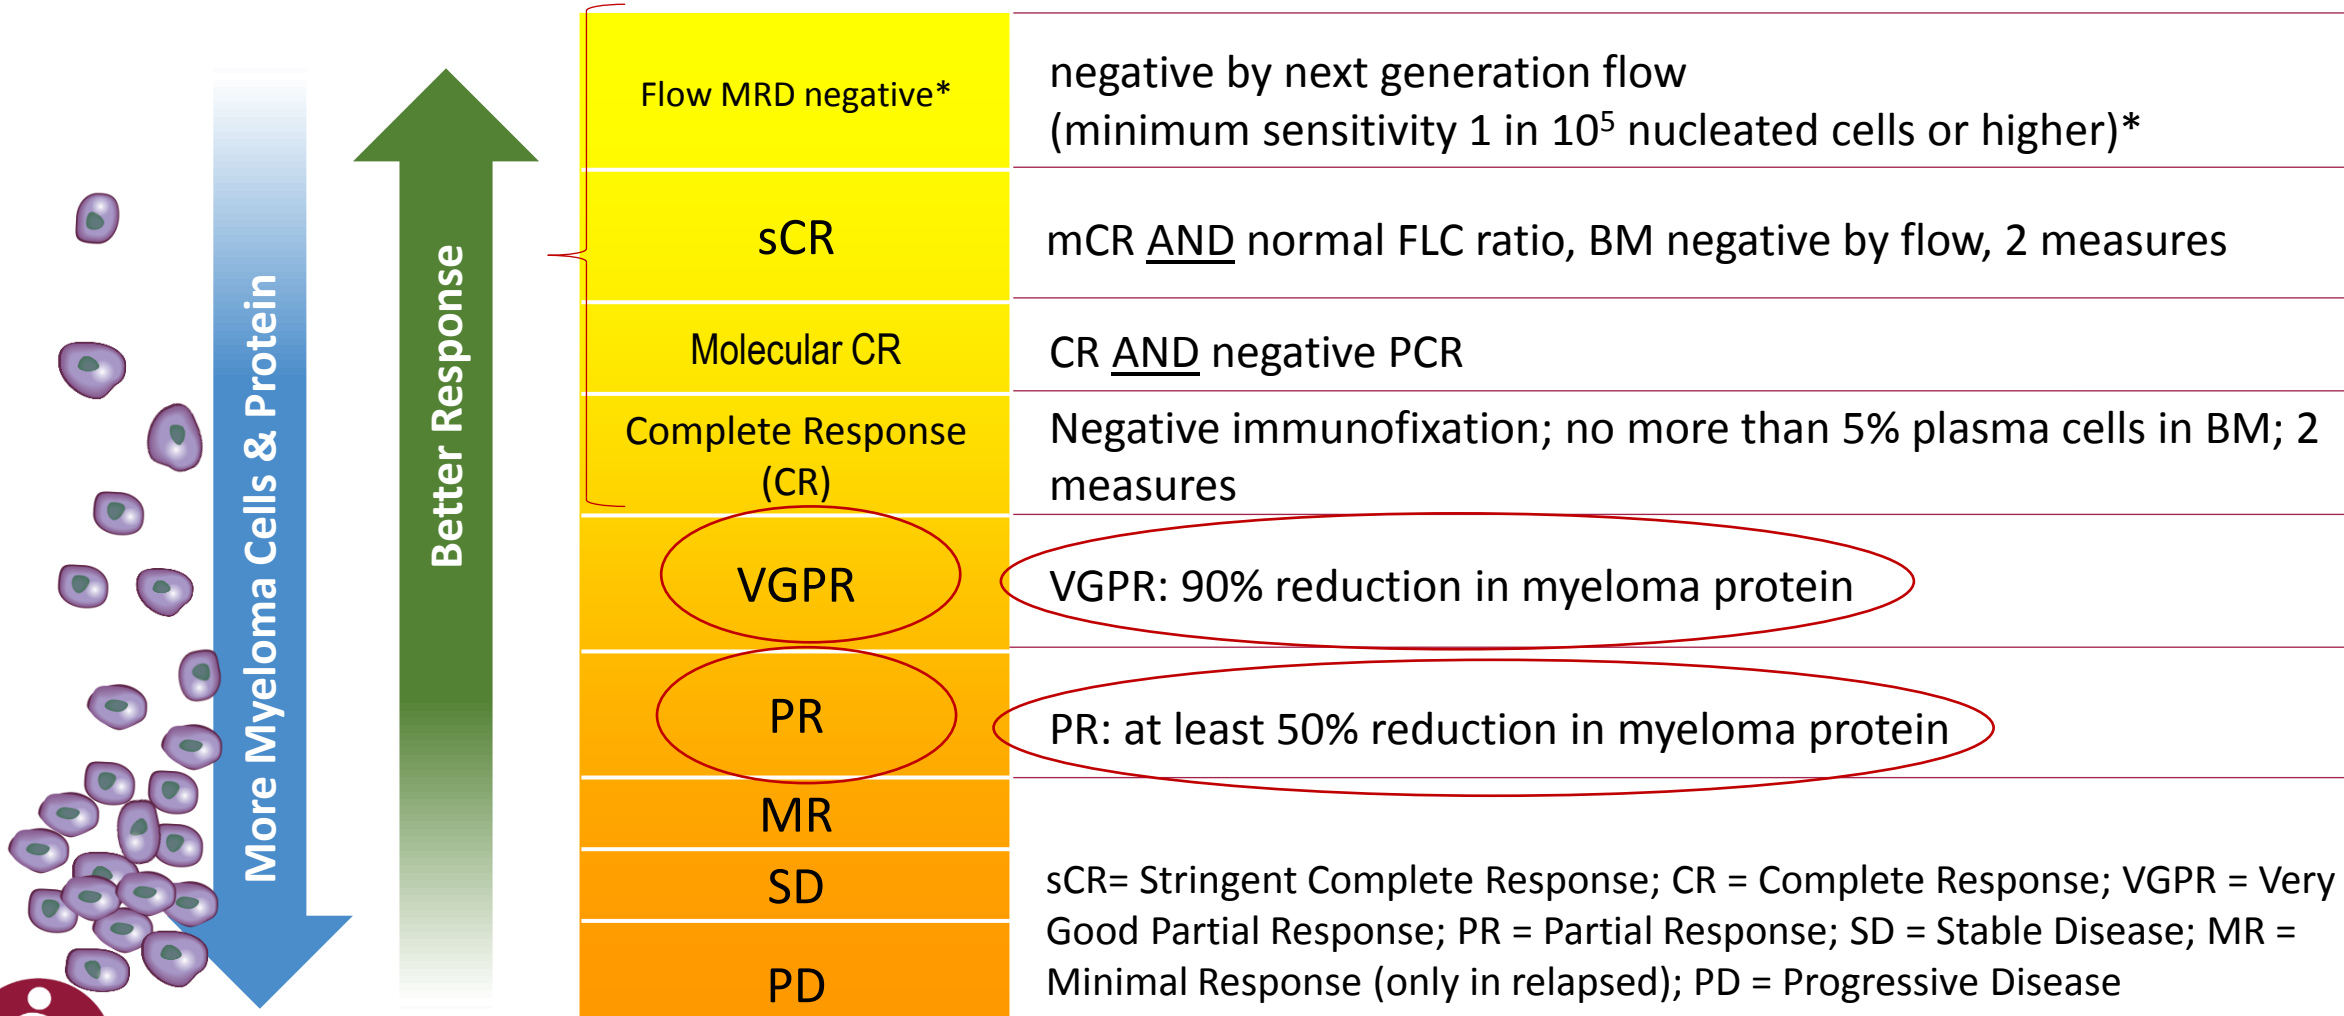 More Myeloma Cells & Protein
Better Response
Flow MRD negative*
negative by next generation flow
(minimum sensitivity 1 in 10⁵ nucleated cells or higher)*
sCR
mCR AND normal FLC ratio, BM negative by flow, 2 measures
Molecular CR
CR AND negative PCR
Complete Response
(CR)
Negative immunofixation; no more than 5% plasma cells in BM; 2
measures
VGPR
VGPR: 90% reduction in myeloma protein
PR
PR: at least 50% reduction in myeloma protein
MR
SD
PD
sCR= Stringent Complete Response; CR = Complete Response; VGPR = Very
Good Partial Response; PR = Partial Response; SD = Stable Disease; MR =
Minimal Response (only in relapsed); PD = Progressive Disease